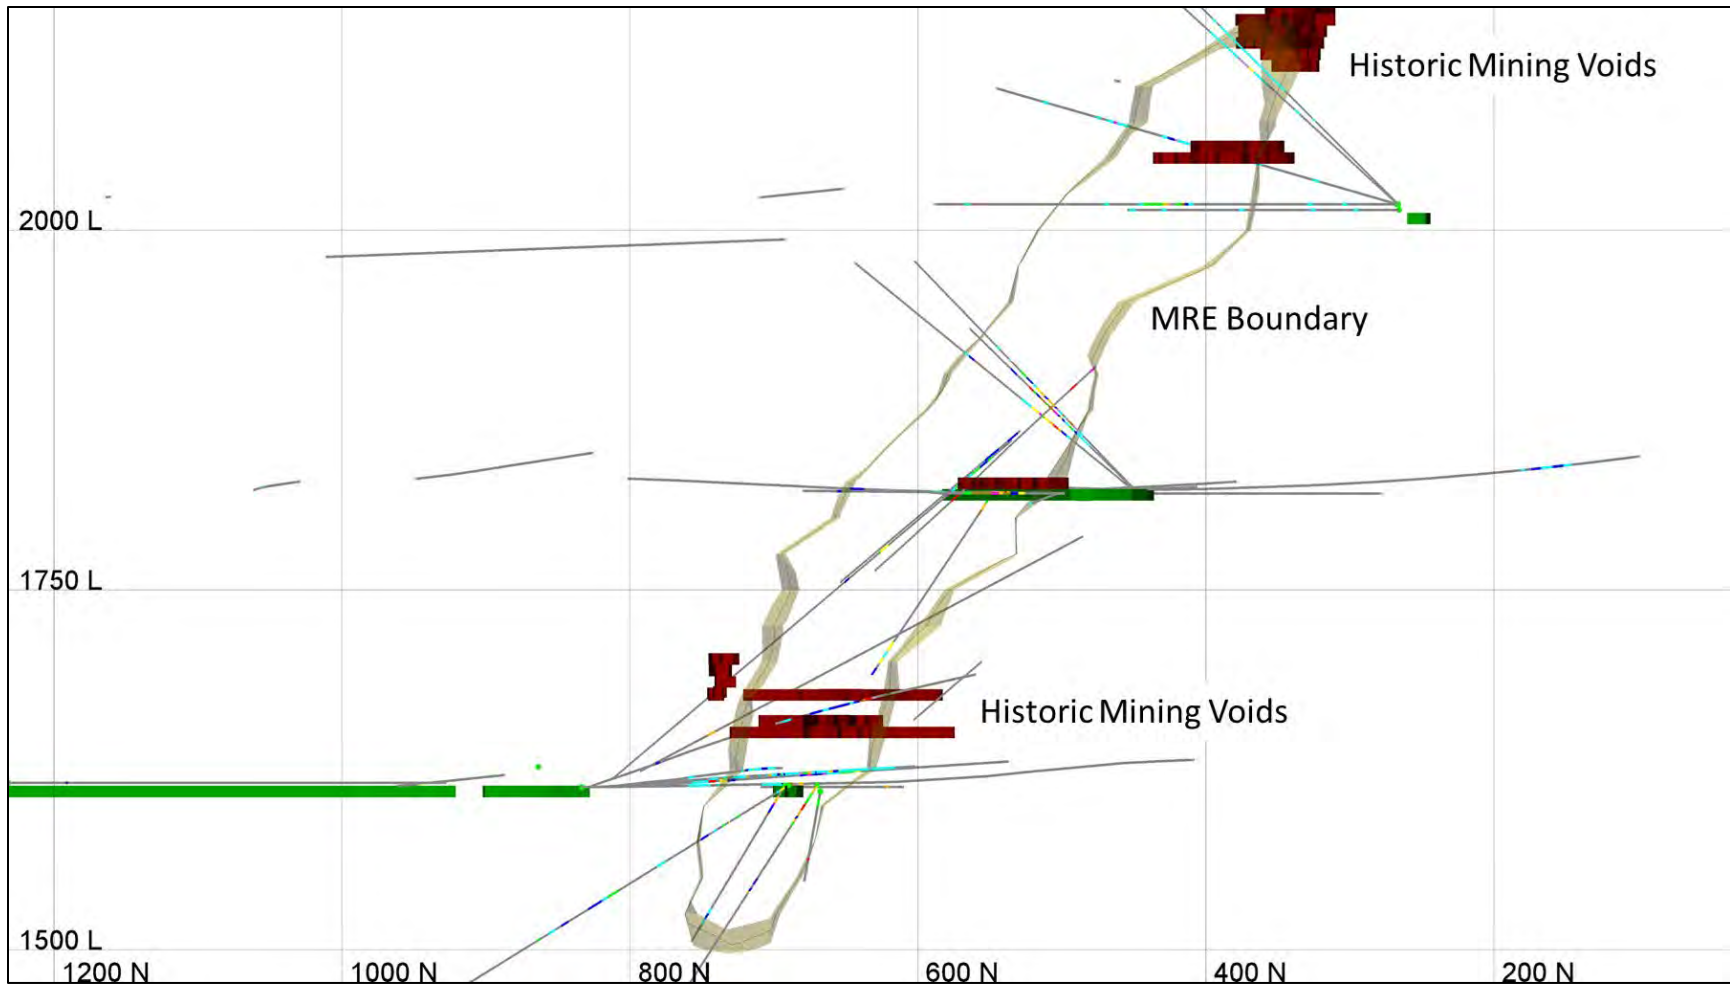 Historic Mining Voids
2000 L
MRE Boundary
1750 L
Historic Mining Voids
1500 L
1200 N
1000 N
800 N
600 N
400 N
200 N